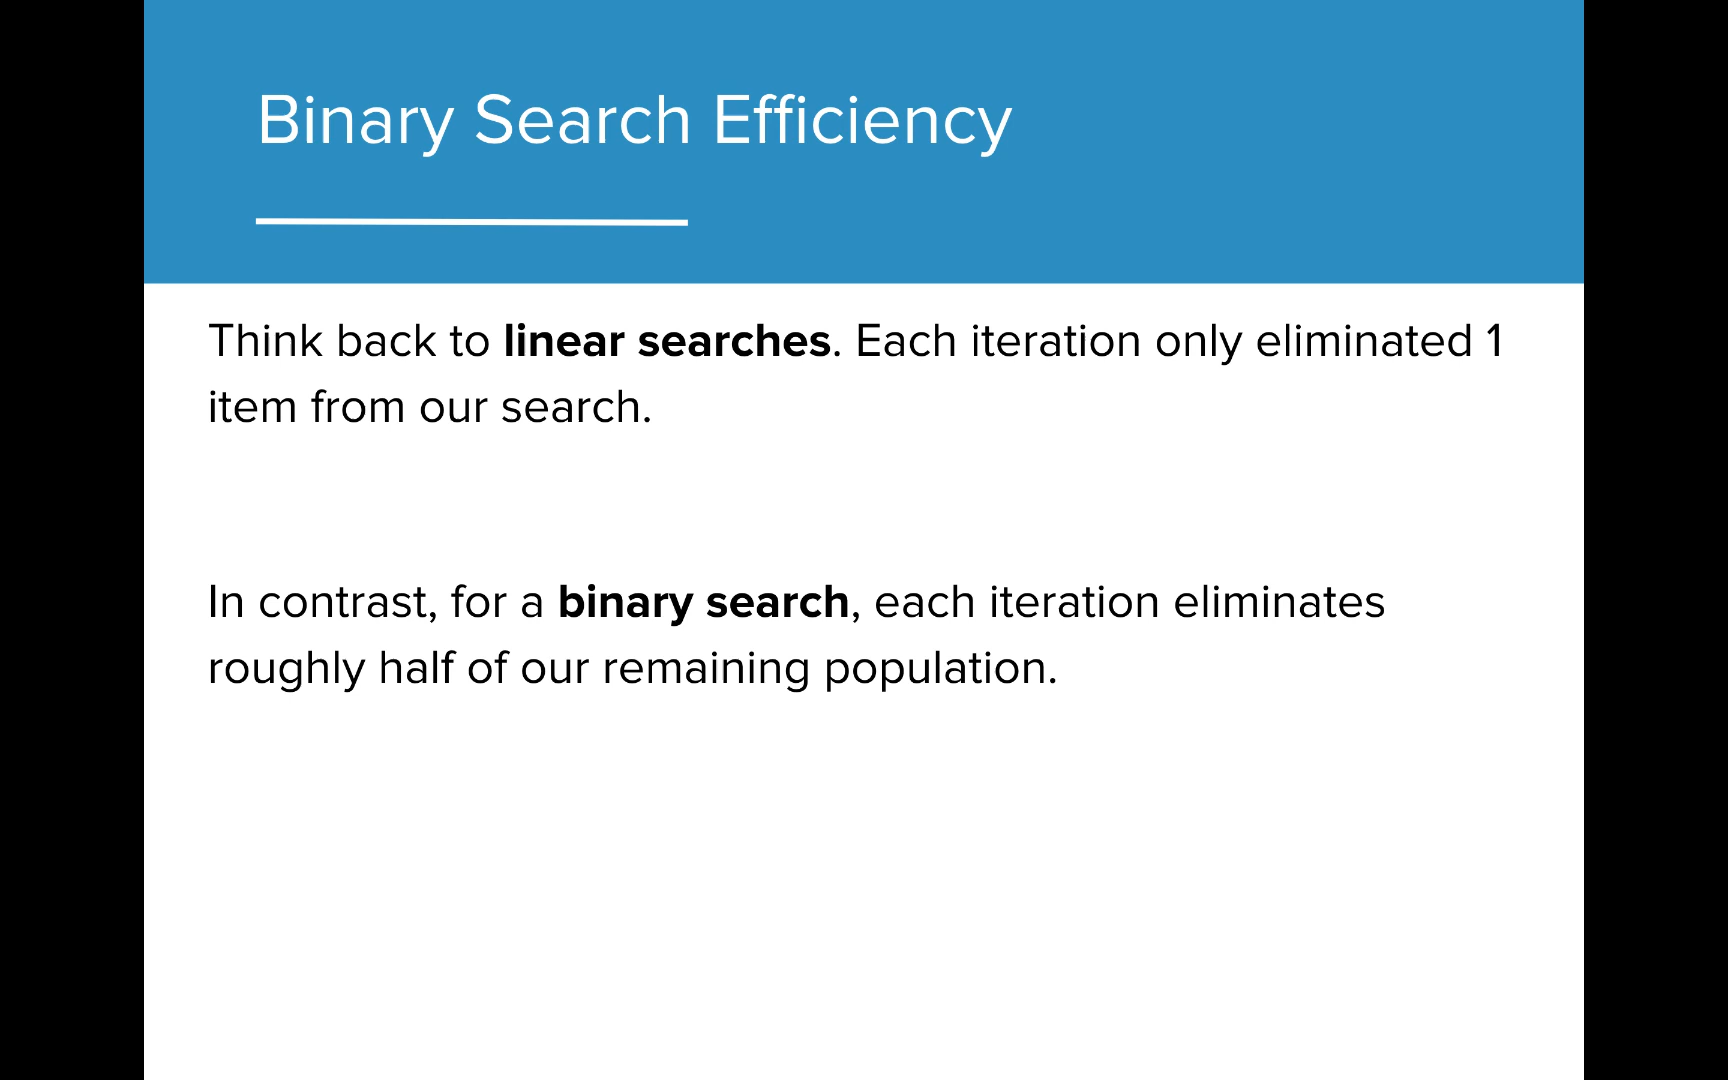 Binary Search Efficiency
Think back to linear searches. Each iteration only eliminated 1
item from our search.
In contrast, for a binary search, each iteration eliminates
roughly half of our remaining population.